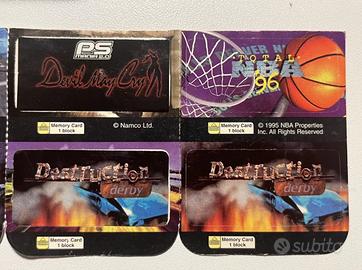 PS
MANIA 2.0
Devil May Cry
Memory Card
1 block
© Namco Ltd.
TOTAL
NBA
96
Memory Card
1 block
© 1995 NBA Properties
Inc. All Rights Reserved
Destruction
derby
Memory Card
1 block
Destruction
derby
Memory Card
1 block
subito